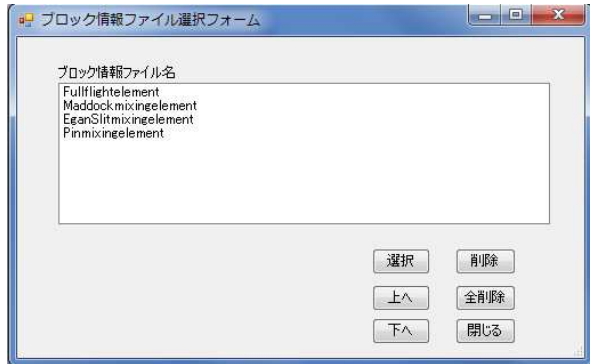 ブロック情報ファイル選択フォーム
ブロック情報ファイル名
Fullflightelement
Maddockmixingelement
EganSlitmixingelement
Pinmixingelement
選択 削除
上へ 全削除
下へ 閉じる